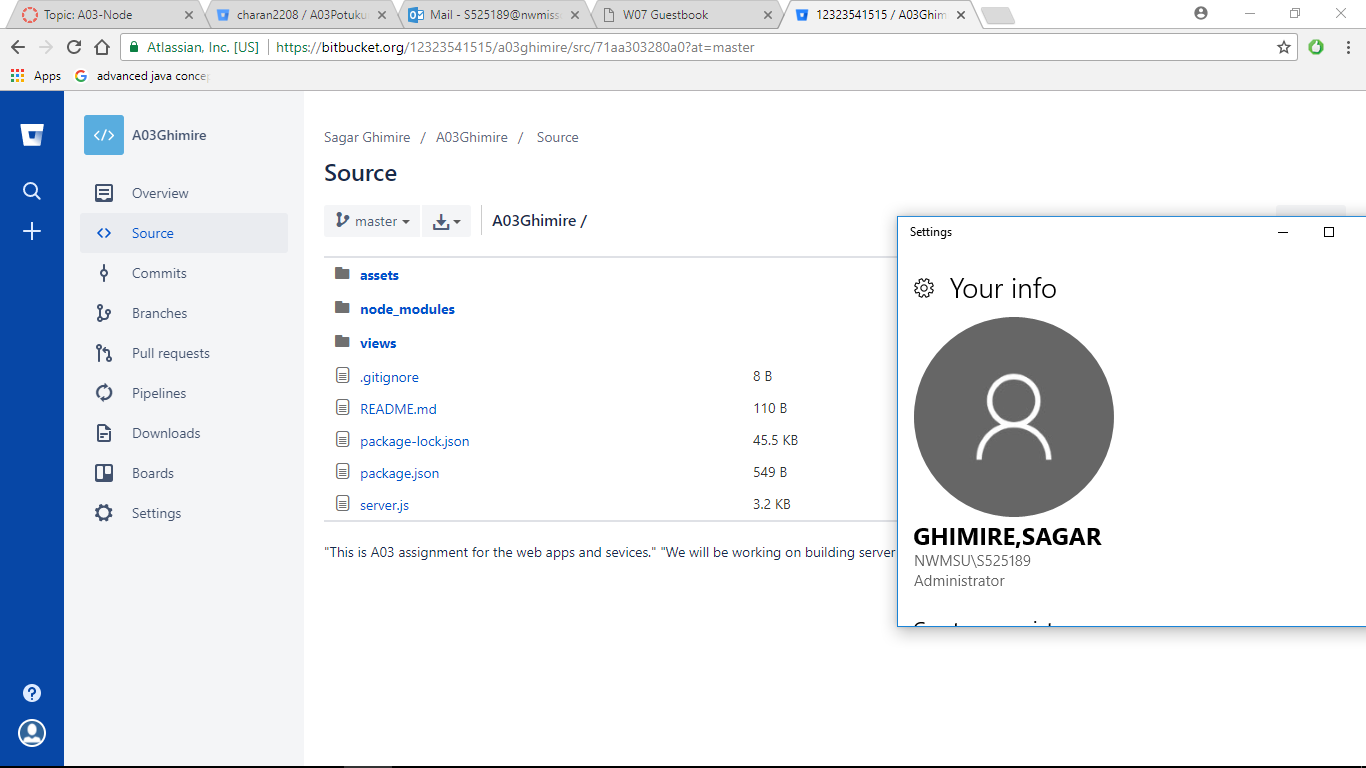 Topic: A03-Node
charan2208 / A03Potuku
Mail - S525189@nwmiss
W07 Guestbook
12323541515 / A03Ghim
Atlassian, Inc. [US] https://bitbucket.org/12323541515/a03ghimire/src/71aa303280a0?at=master
Apps
advanced java conce
A03Ghimire
Overview
Source
Commits
Branches
Pull requests
Pipelines
Downloads
Boards
Settings
Sagar Ghimire / A03Ghimire / Source
Source
master
A03Ghimire /
assets
node_modules
views
.gitignore 8 B
README.md 110 B
package-lock.json 45.5 KB
package.json 549 B
server.js 3.2 KB
"This is A03 assignment for the web apps and sevices." "We will be working on building server
Settings
Your info
GHIMIRE,SAGAR
NWMSU\S525189
Administrator